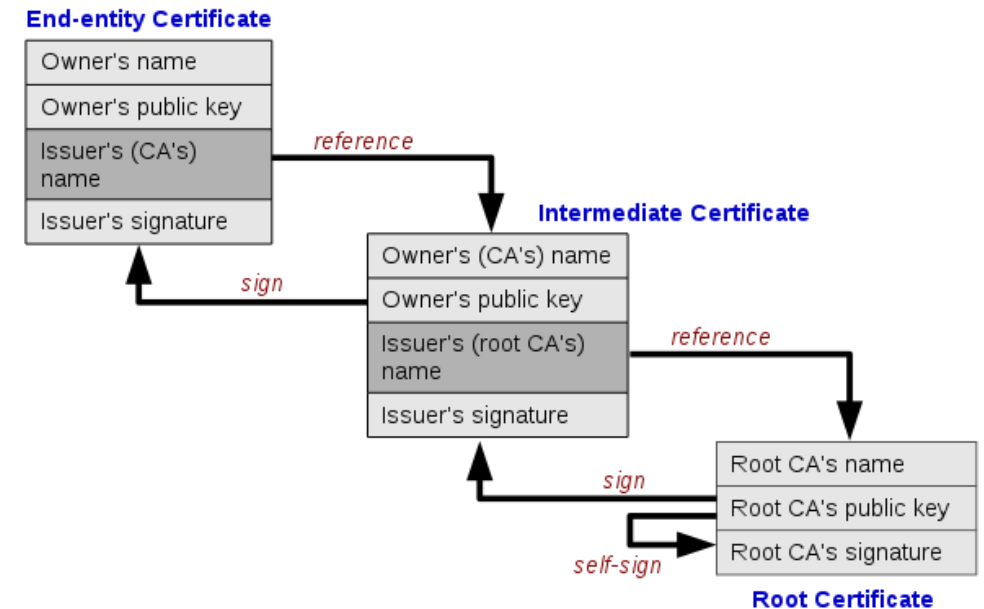 End-entity Certificate
Owner's name
Owner's public key
Issuer's (CA's)
name
Issuer's signature
reference
sign
Intermediate Certificate
Owner's (CA's) name
Owner's public key
Issuer's (root CA's)
name
Issuer's signature
reference
sign
self-sign
Root CA's name
Root CA's public key
Root CA's signature
Root Certificate